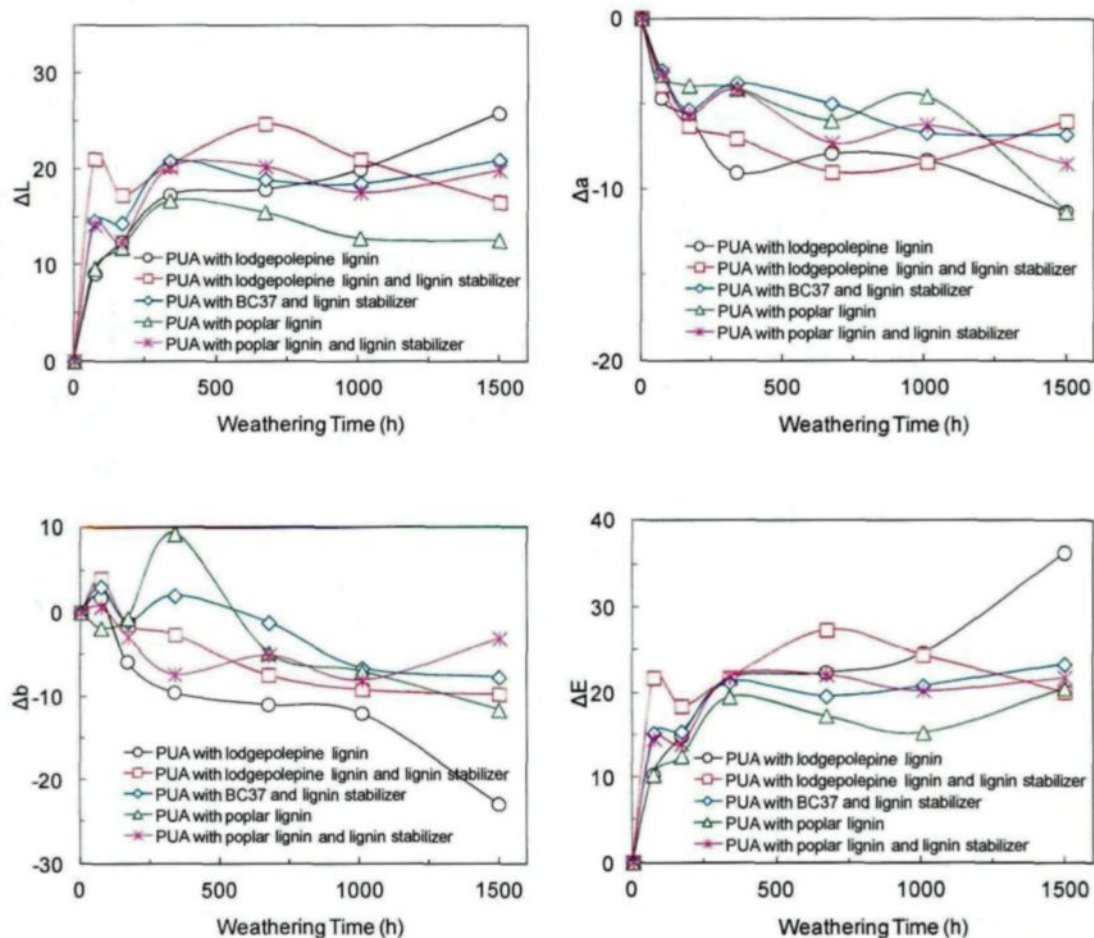 ΔL
30
20
10
0
PUA with lodgepolepine lignin
PUA with lodgepolepine lignin and lignin stabilizer
PUA with BC37 and lignin stabilizer
PUA with poplar lignin
PUA with poplar lignin and lignin stabilizer
0 500 1000 1500
Weathering Time (h)
Δa
0
-10
-20
PUA with lodgepolepine lignin
PUA with lodgepolepine lignin and lignin stabilizer
PUA with BC37 and lignin stabilizer
PUA with poplar lignin
PUA with poplar lignin and lignin stabilizer
0 500 1000 1500
Weathering Time (h)
Δb
10
0
-10
-20
-30
PUA with lodgepolepine lignin
PUA with lodgepolepine lignin and lignin stabilizer
PUA with BC37 and lignin stabilizer
PUA with poplar lignin
PUA with poplar lignin and lignin stabilizer
0 500 1000 1500
Weathering Time (h)
ΔE
40
30
20
10
0
PUA with lodgepolepine lignin
PUA with lodgepolepine lignin and lignin stabilizer
PUA with BC37 and lignin stabilizer
PUA with poplar lignin
PUA with poplar lignin and lignin stabilizer
0 500 1000 1500
Weathering Time (h)